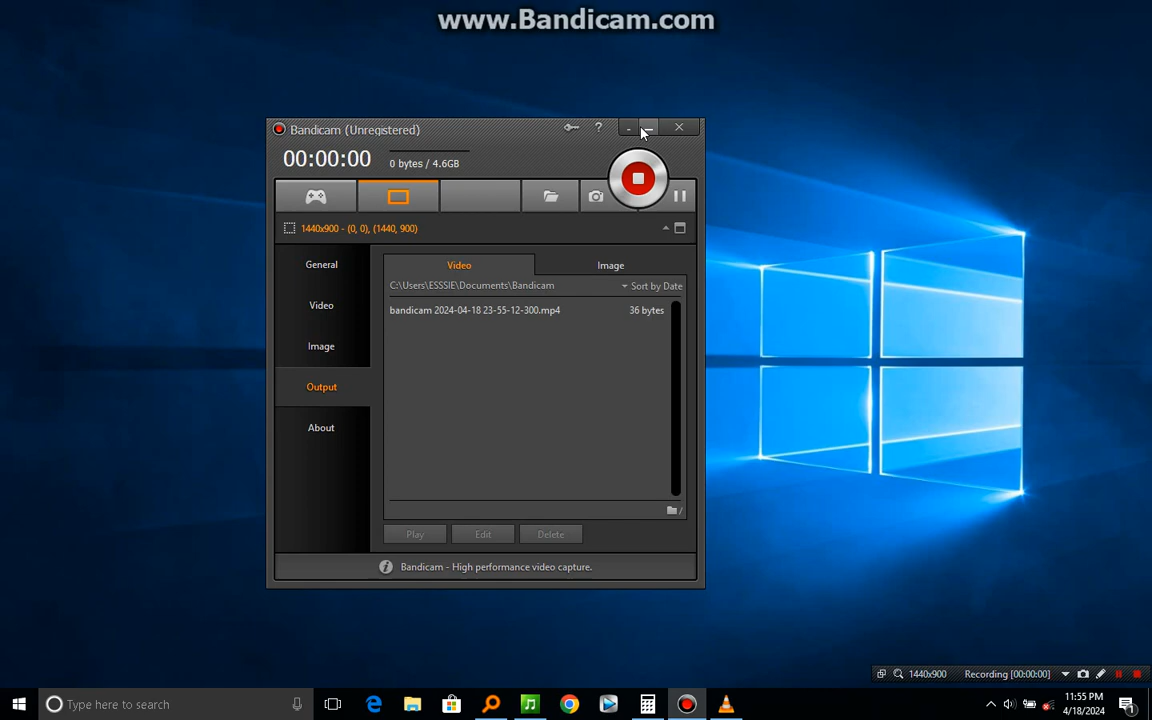 www.Bandicam.com
Bandicam (Unregistered)
?
00:00:00
0 bytes / 4.6GB
1440x900 - (0, 0), (1440, 900)
General
Video
Image
Output
About
Video
Image
C:\Users\ESSSIE\Documents\Bandicam
Sort by Date
bandicam 2024-04-18 23-55-12-300.mp4
36 bytes
/
Play
Edit
Delete
Bandicam - High performance video capture.
1440x900
Recording [00:00:00]
Type here to search
11:55 PM
4/18/2024
1